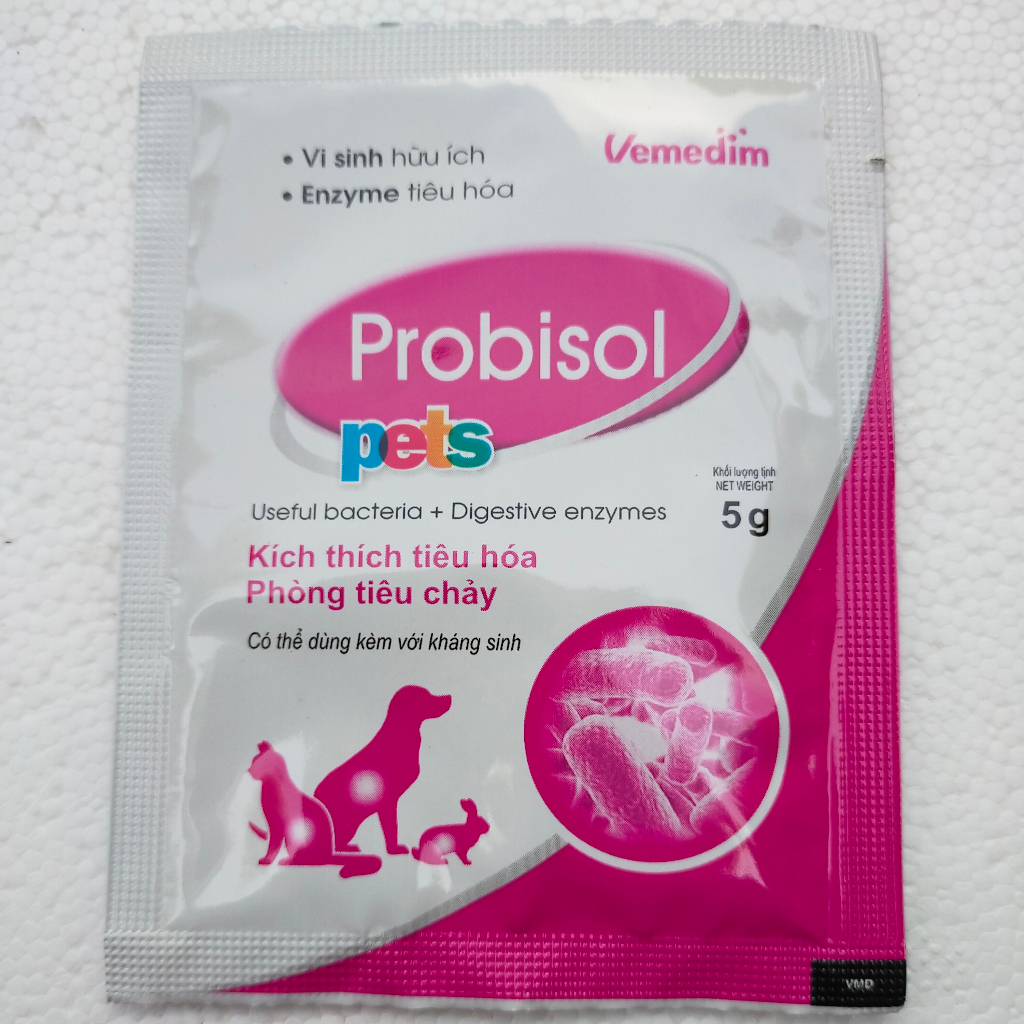 • Vi sinh hữu ích
• Enzyme tiêu hóa
Vemedim
Probisol
pets
Khối lượng tịnh
NET WEIGHT
5 g
Useful bacteria + Digestive enzymes
Kích thích tiêu hóa
Phòng tiêu chảy
Có thể dùng kèm với kháng sinh
VMD